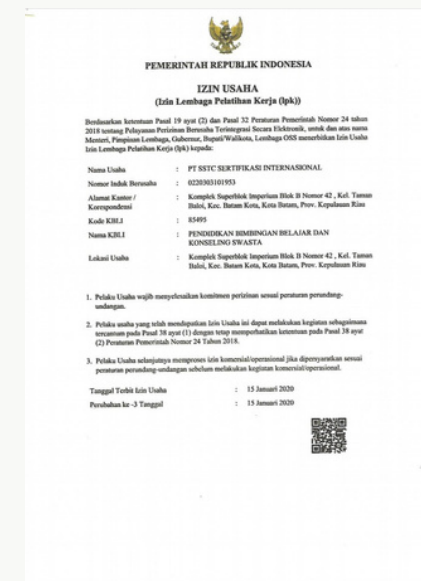 PEMERINTAH REPUBLIK INDONESIA
IZIN USAHA
(Izin Lembaga Pelatihan Kerja (lpk))
Berdasarkan ketentuan Pasal 19 ayat (2) dan Pasal 32 Peraturan Pemerintah Nomor 24 tahun
2018 tentang Pelayanan Perizinan Berusaha Terintegrasi Secara Elektronik, untuk dan atas nama
Menteri, Pimpinan Lembaga, Gubernur, Bupati/Walikota, Lembaga OSS menerbitkan Izin Usaha
Izin Lembaga Pelatihan Kerja (lpk) kepada:
Nama Usaha : PT SSTC SERTIFIKASI INTERNASIONAL
Nomor Induk Berusaha : 0220303101953
Alamat Kantor / : Komplek Superblok Imperium Blok B Nomor 42 , Kel. Taman
Korespondensi Baloi, Kec. Batam Kota, Kota Batam, Prov. Kepulauan Riau
Kode KBLI : 85495
Nama KBLI : PENDIDIKAN BIMBINGAN BELAJAR DAN
KONSELING SWASTA
Lokasi Usaha : Komplek Superblok Imperium Blok B Nomor 42 , Kel. Taman
Baloi, Kec. Batam Kota, Kota Batam, Prov. Kepulauan Riau
1. Pelaku Usaha wajib menyelesaikan komitmen perizinan sesuai peraturan perundang-
undangan.
2. Pelaku usaha yang telah mendapatkan Izin Usaha ini dapat melakukan kegiatan sebagaimana
tercantum pada Pasal 38 ayat (1) dengan tetap memperhatikan ketentuan pada Pasal 38 ayat
(2) Peraturan Pemerintah Nomor 24 Tahun 2018.
3. Pelaku Usaha selanjutnya memproses izin komersial/operasional jika dipersyaratkan sesuai
peraturan perundang-undangan sebelum melakukan kegiatan komersial/operasional.
Tanggal Terbit Izin Usaha : 15 Januari 2020
Perubahan ke -3 Tanggal : 15 Januari 2020